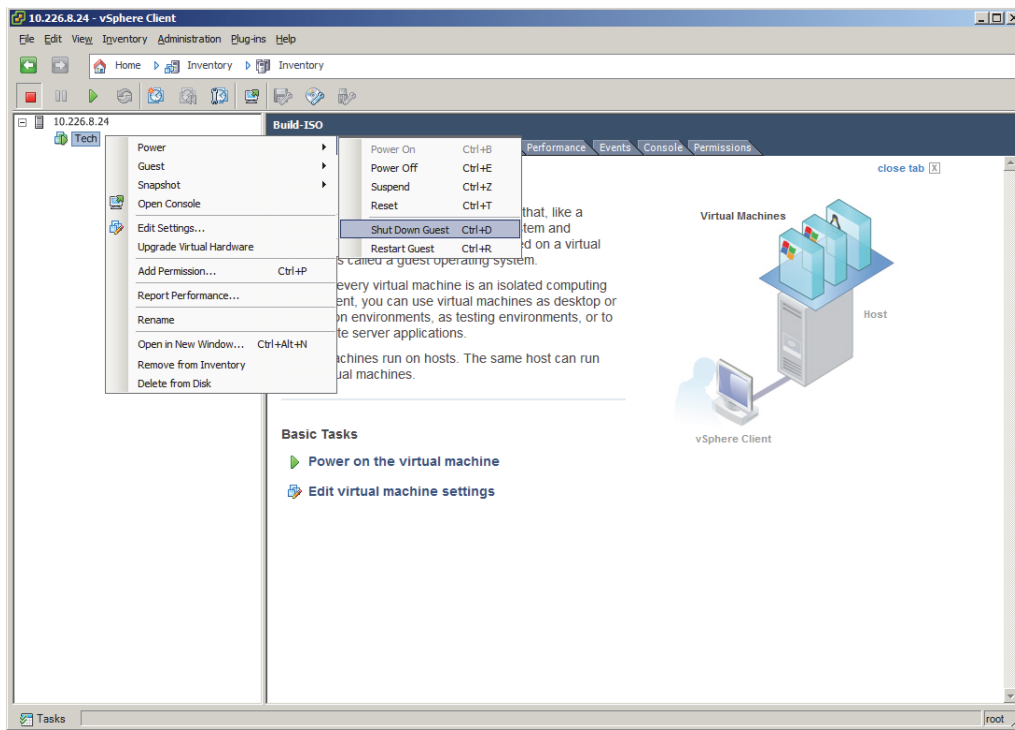 10.226.8.24 - vSphere Client
File Edit View Inventory Administration Plug-ins Help
Home Inventory Inventory
10.226.8.24
Tech
Build-ISO
Performance Events Console Permissions
close tab X
Power
Guest
Snapshot
Open Console
Edit Settings...
Upgrade Virtual Hardware
Add Permission... Ctrl+P
Report Performance...
Rename
Open in New Window... Ctrl+Alt+N
Remove from Inventory
Delete from Disk
Power On Ctrl+B
Power Off Ctrl+E
Suspend Ctrl+Z
Reset Ctrl+T
Shut Down Guest Ctrl+D
Restart Guest Ctrl+R
that, like a
tem and
ed on a virtual
s called a guest operating system.
every virtual machine is an isolated computing
ent, you can use virtual machines as desktop or
on environments, as testing environments, or to
te server applications.
achines run on hosts. The same host can run
ual machines.
Virtual Machines
Host
vSphere Client
Basic Tasks
Power on the virtual machine
Edit virtual machine settings
Tasks
root